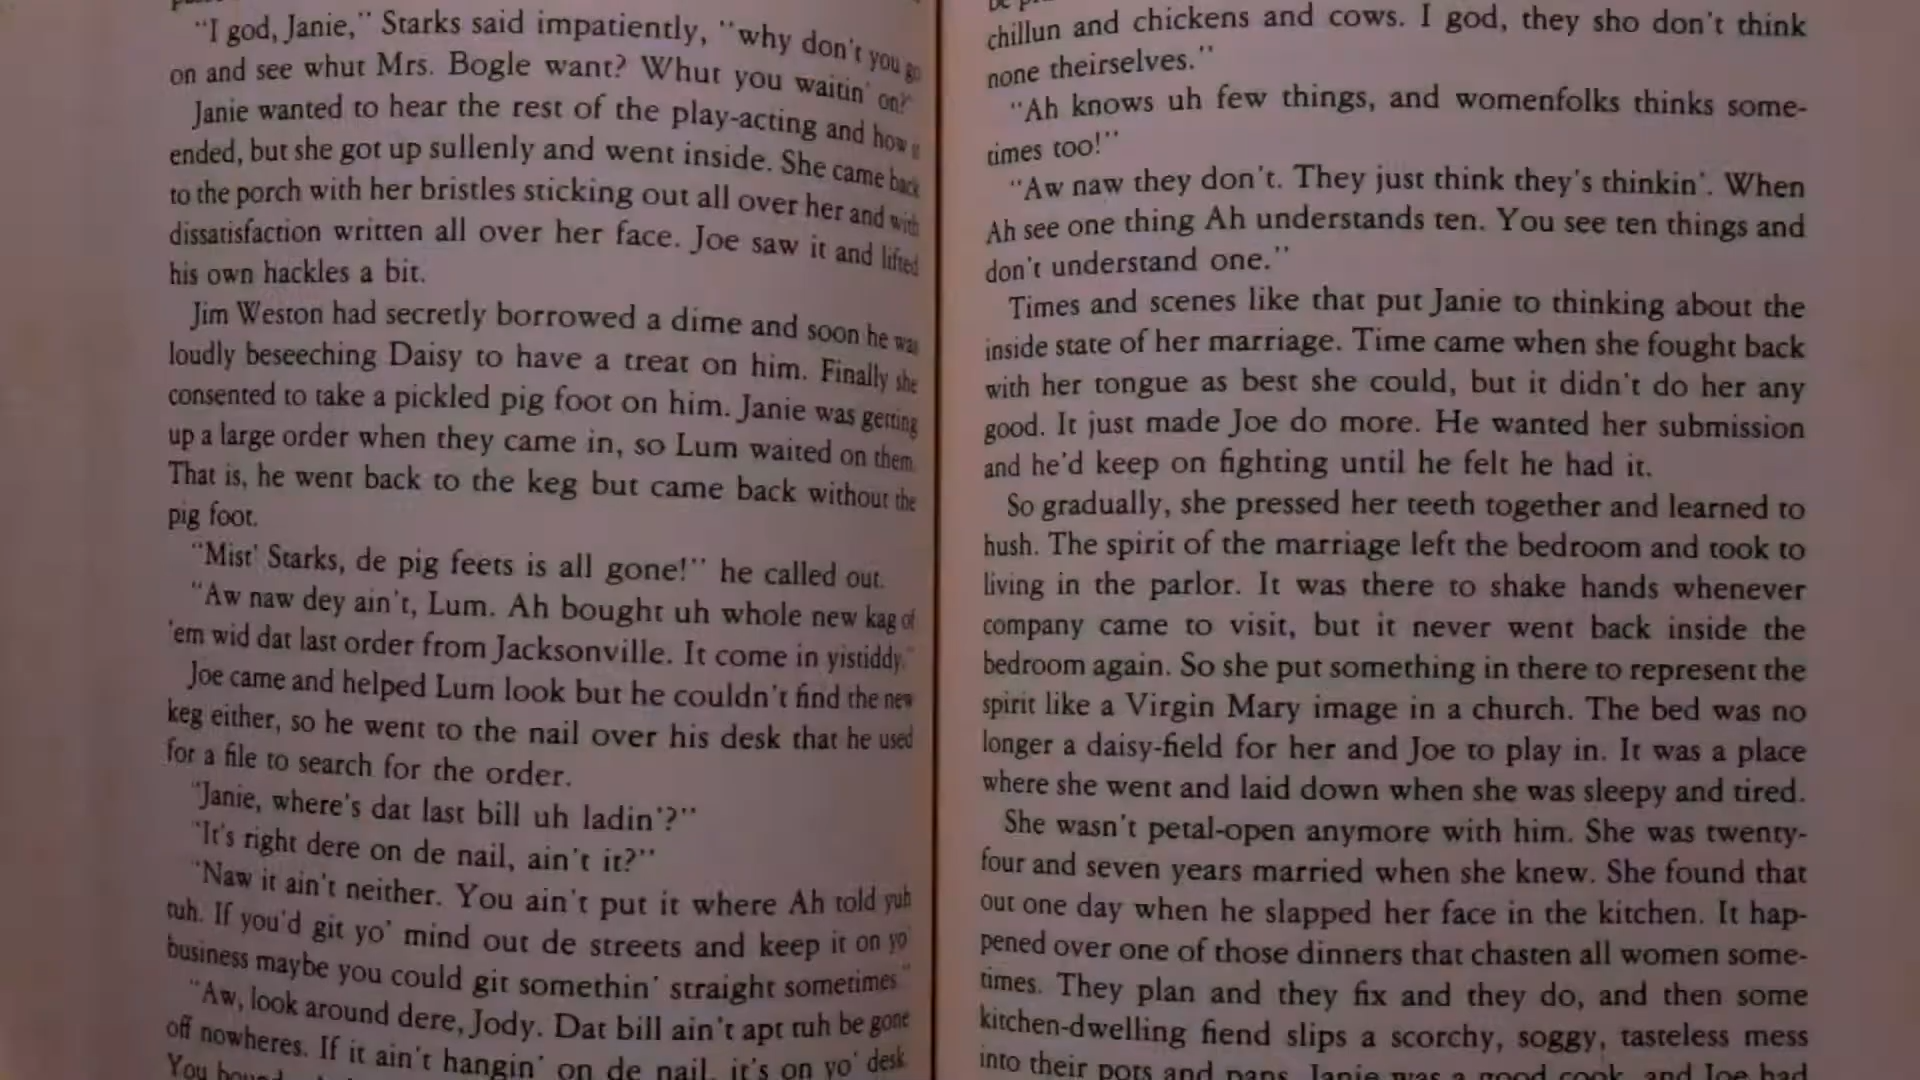 "I god, Janie," Starks said impatiently, "why don't you go
on and see whut Mrs. Bogle want? Whut you waitin' on?"
Janie wanted to hear the rest of the play-acting and how it
ended, but she got up sullenly and went inside. She came back
to the porch with her bristles sticking out all over her and with
dissatisfaction written all over her face. Joe saw it and lifted
his own hackles a bit.
Jim Weston had secretly borrowed a dime and soon he was
loudly beseeching Daisy to have a treat on him. Finally she
consented to take a pickled pig foot on him. Janie was getting
up a large order when they came in, so Lum waited on them.
That is, he went back to the keg but came back without the
pig foot.
"Mist' Starks, de pig feets is all gone!" he called out.
"Aw naw dey ain't, Lum. Ah bought uh whole new kag of
'em wid dat last order from Jacksonville. It come in yistiddy."
Joe came and helped Lum look but he couldn't find the new
keg either, so he went to the nail over his desk that he used
for a file to search for the order.
"Janie, where's dat last bill uh ladin'?"
"It's right dere on de nail, ain't it?"
"Naw it ain't neither. You ain't put it where Ah told yuh
tuh. If you'd git yo' mind out de streets and keep it on yo'
business maybe you could git somethin' straight sometimes."
"Aw, look around dere, Jody. Dat bill ain't apt tuh be gone
off nowheres. If it ain't hangin' on de nail, it's on yo' desk.
You
chillun and chickens and cows. I god, they sho don't think
none theirselves."
"Ah knows uh few things, and womenfolks thinks some-
times too!"
"Aw naw they don't. They just think they's thinkin'. When
Ah see one thing Ah understands ten. You see ten things and
don't understand one."
Times and scenes like that put Janie to thinking about the
inside state of her marriage. Time came when she fought back
with her tongue as best she could, but it didn't do her any
good. It just made Joe do more. He wanted her submission
and he'd keep on fighting until he felt he had it.
So gradually, she pressed her teeth together and learned to
hush. The spirit of the marriage left the bedroom and took to
living in the parlor. It was there to shake hands whenever
company came to visit, but it never went back inside the
bedroom again. So she put something in there to represent the
spirit like a Virgin Mary image in a church. The bed was no
longer a daisy-field for her and Joe to play in. It was a place
where she went and laid down when she was sleepy and tired.
She wasn't petal-open anymore with him. She was twenty-
four and seven years married when she knew. She found that
out one day when he slapped her face in the kitchen. It hap-
pened over one of those dinners that chasten all women some-
times. They plan and they fix and they do, and then some
kitchen-dwelling fiend slips a scorchy, soggy, tasteless mess
into their pots and pans. Janie was a good cook, and Joe had